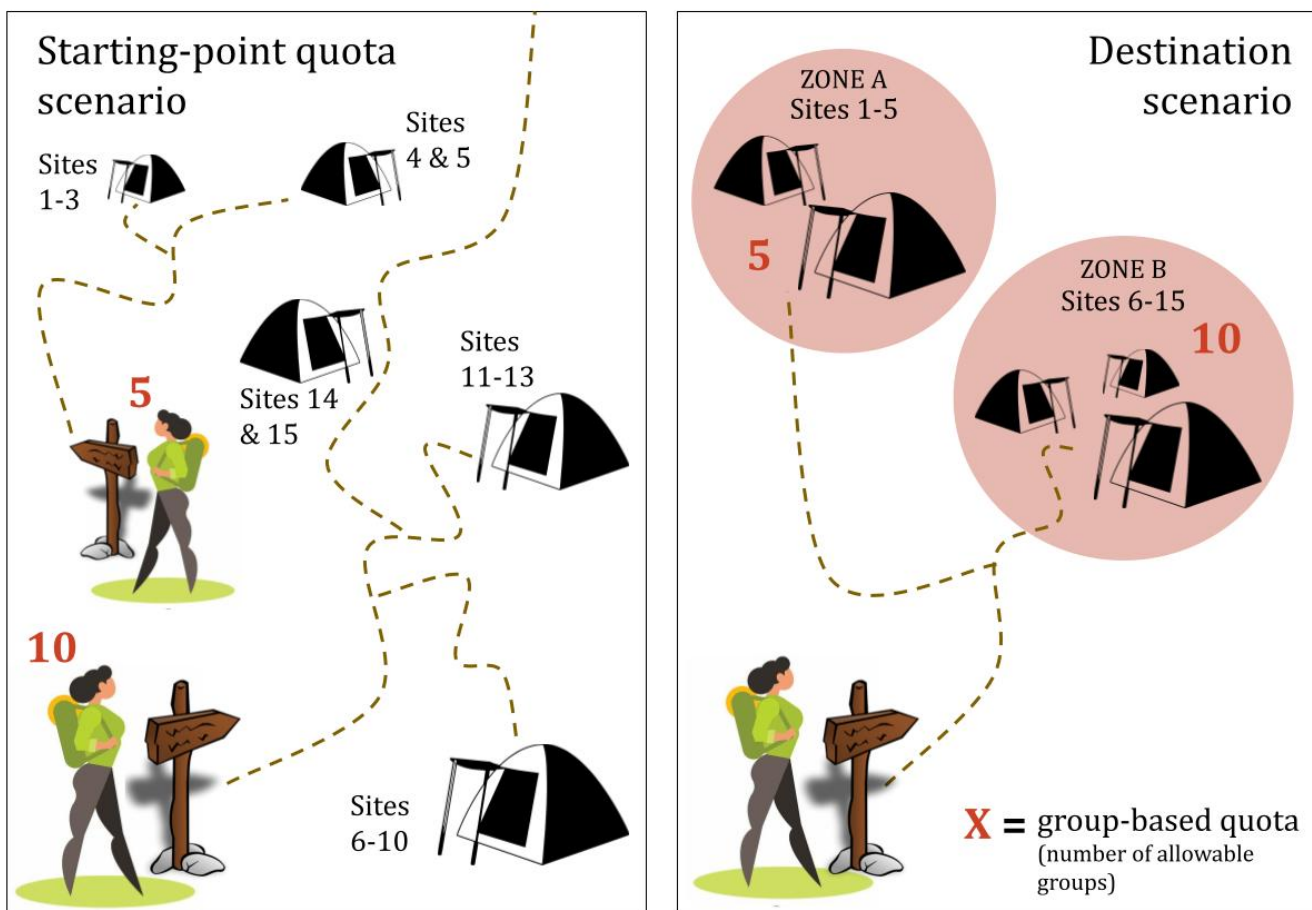 Starting-point quota
scenario
Sites
1-3
Sites
4 & 5
5
Sites 14
& 15
Sites
11-13
10
Sites
6-10
Destination
scenario
ZONE A
Sites 1-5
5
ZONE B
Sites 6-15
10
X = group-based quota
(number of allowable
groups)